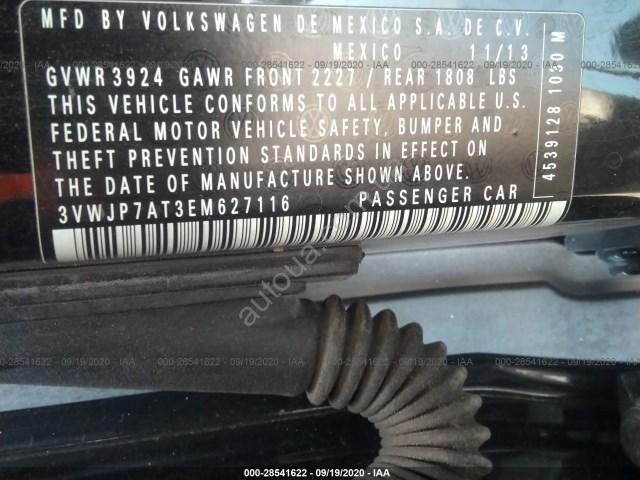 MFD BY VOLKSWAGEN DE MEXICO S.A. DE C.V.
MEXICO 11/13
GVWR 3924 GAWR FRONT 2227 / REAR 1808 LBS
THIS VEHICLE CONFORMS TO ALL APPLICABLE U.S.
FEDERAL MOTOR VEHICLE SAFETY, BUMPER AND
THEFT PREVENTION STANDARDS IN EFFECT ON
THE DATE OF MANUFACTURE SHOWN ABOVE.
3VWJP7AT3EM627116 PASSENGER CAR
4539128 1030 M
autoua
000-28541622 - 09/19/2020 - IAA